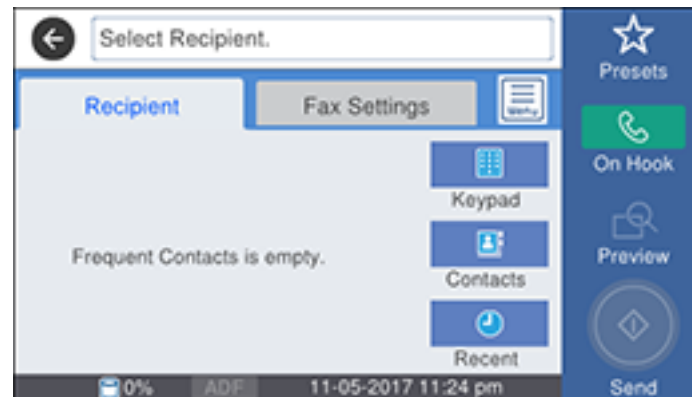 Select Recipient.
Presets
Recipient
Fax Settings
Menu
On Hook
Keypad
Frequent Contacts is empty.
Contacts
Preview
Recent
0%
ADF
11-05-2017 11:24 pm
Send